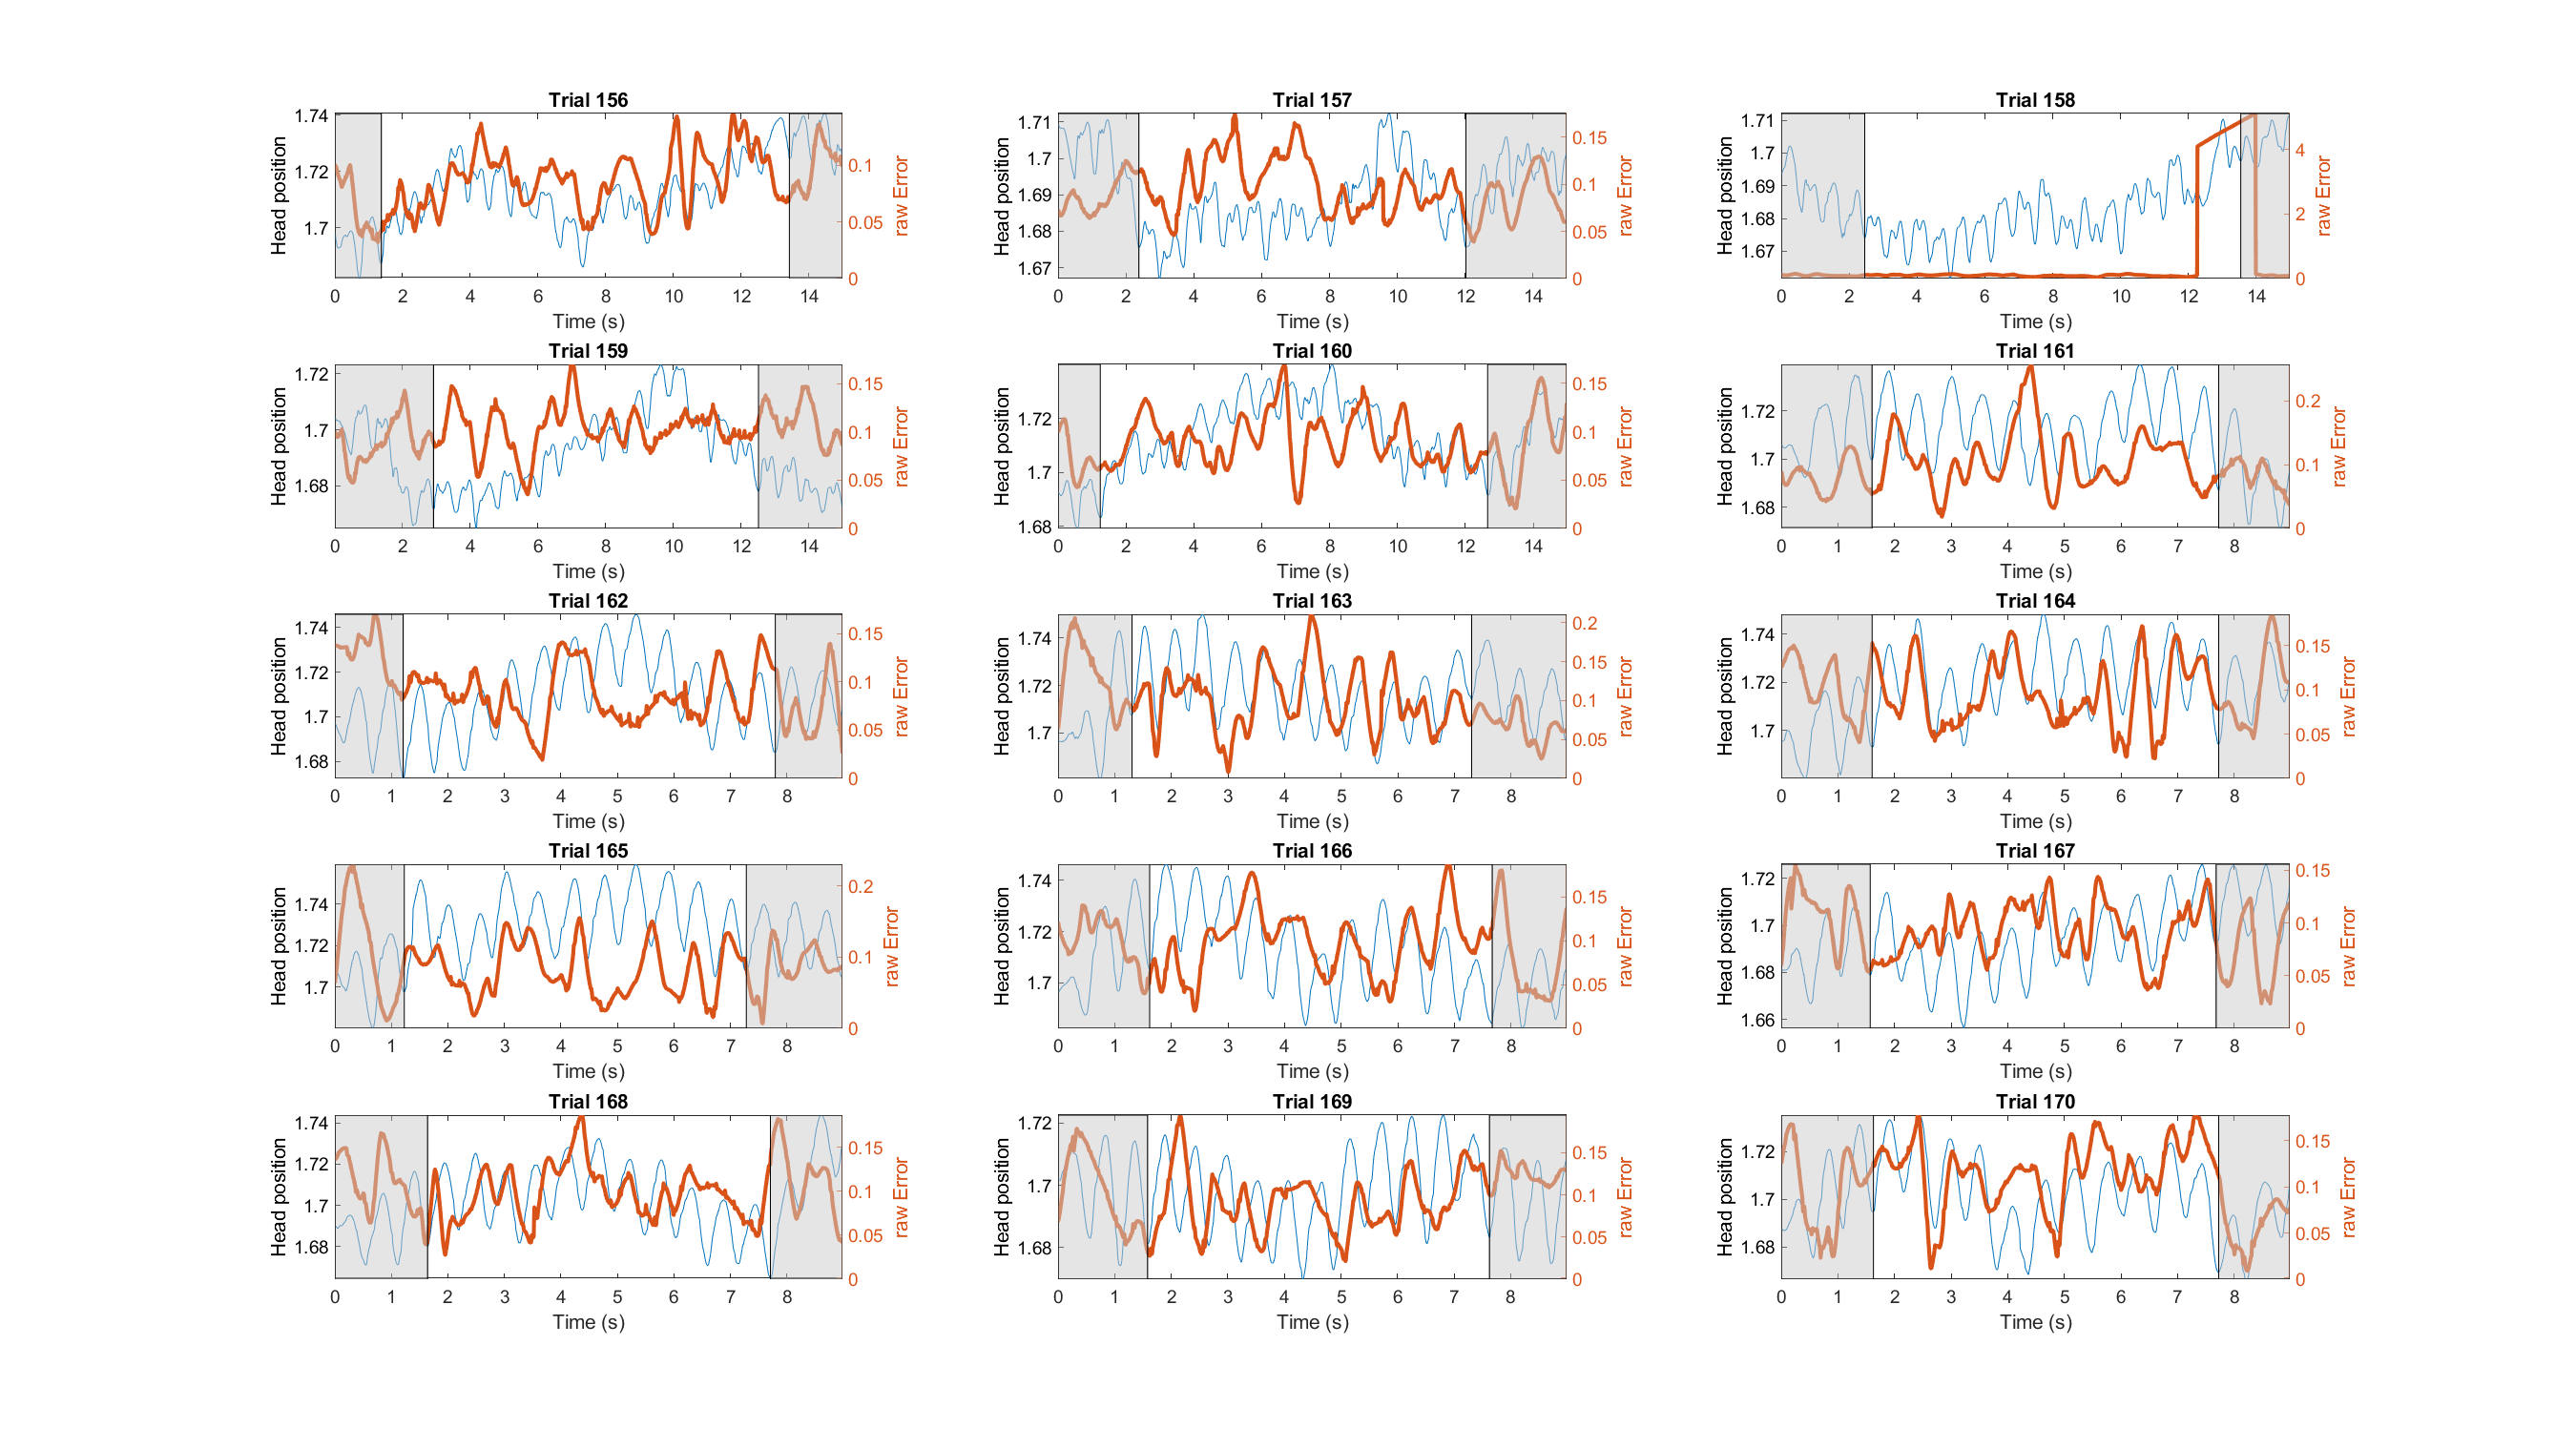 Trial 156
Head position
1.74
1.72
1.7
0.1
0.05
0
raw Error
0 2 4 6 8 10 12 14
Time (s)
Trial 157
Head position
1.71
1.7
1.69
1.68
1.67
0.15
0.1
0.05
0
raw Error
0 2 4 6 8 10 12 14
Time (s)
Trial 158
Head position
1.71
1.7
1.69
1.68
1.67
4
2
0
raw Error
0 2 4 6 8 10 12 14
Time (s)
Trial 159
Head position
1.72
1.7
1.68
0.15
0.1
0.05
0
raw Error
0 2 4 6 8 10 12 14
Time (s)
Trial 160
Head position
1.72
1.7
1.68
0.15
0.1
0.05
0
raw Error
0 2 4 6 8 10 12 14
Time (s)
Trial 161
Head position
1.72
1.7
1.68
0.2
0.1
0
raw Error
0 1 2 3 4 5 6 7 8
Time (s)
Trial 162
Head position
1.74
1.72
1.7
1.68
0.15
0.1
0.05
0
raw Error
0 1 2 3 4 5 6 7 8
Time (s)
Trial 163
Head position
1.74
1.72
1.7
0.2
0.15
0.1
0.05
0
raw Error
0 1 2 3 4 5 6 7 8
Time (s)
Trial 164
Head position
1.74
1.72
1.7
0.15
0.1
0.05
0
raw Error
0 1 2 3 4 5 6 7 8
Time (s)
Trial 165
Head position
1.74
1.72
1.7
0.2
0.1
0
raw Error
0 1 2 3 4 5 6 7 8
Time (s)
Trial 166
Head position
1.74
1.72
1.7
0.15
0.1
0.05
0
raw Error
0 1 2 3 4 5 6 7 8
Time (s)
Trial 167
Head position
1.72
1.7
1.68
1.66
0.15
0.1
0.05
0
raw Error
0 1 2 3 4 5 6 7 8
Time (s)
Trial 168
Head position
1.74
1.72
1.7
1.68
0.15
0.1
0.05
0
raw Error
0 1 2 3 4 5 6 7 8
Time (s)
Trial 169
Head position
1.72
1.7
1.68
0.15
0.1
0.05
0
raw Error
0 1 2 3 4 5 6 7 8
Time (s)
Trial 170
Head position
1.72
1.7
1.68
0.15
0.1
0.05
0
raw Error
0 1 2 3 4 5 6 7 8
Time (s)